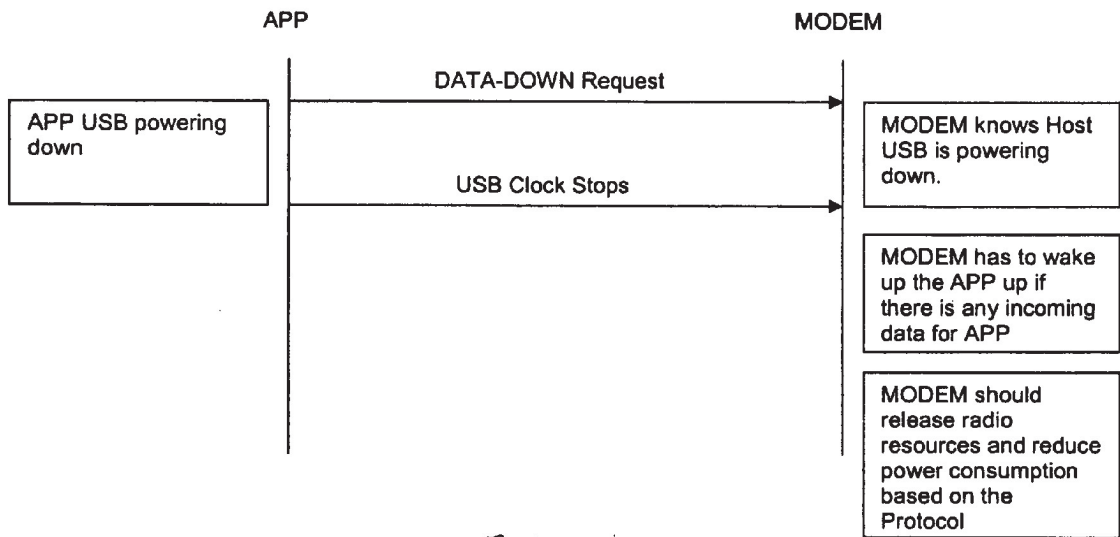 APP
MODEM
DATA-DOWN Request
APP USB powering
down
MODEM knows Host
USB is powering
down.
USB Clock Stops
MODEM has to wake
up the APP up if
there is any incoming
data for APP
MODEM should
release radio
resources and reduce
power consumption
based on the
Protocol